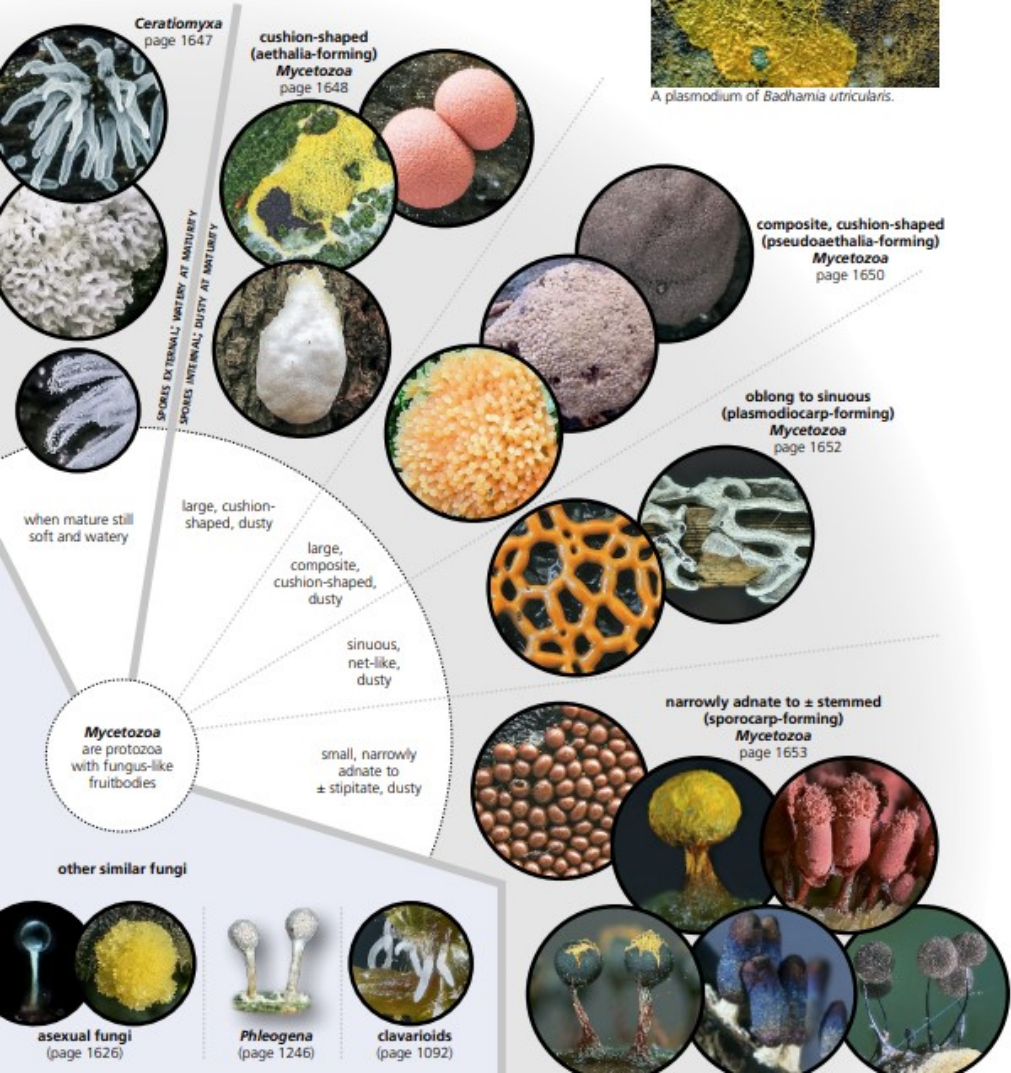 Ceratiomyxa
page 1647
cushion-shaped
(aethalia-forming)
Mycetozoa
page 1648
A plasmodium of Badhamia utricularis.
composite, cushion-shaped
(pseudoaethalia-forming)
Mycetozoa
page 1650
SPORES EXTERNAL; WATERY AT MATURITY
SPORES INTERNAL; DUSTY AT MATURITY
oblong to sinuous
(plasmodiocarp-forming)
Mycetozoa
page 1652
when mature still
soft and watery
large, cushion-
shaped, dusty
large,
composite,
cushion-shaped,
dusty
sinuous,
net-like,
dusty
small, narrowly
adnate to
± stipitate, dusty
Mycetozoa
are protozoa
with fungus-like
fruitbodies
narrowly adnate to ± stemmed
(sporocarp-forming)
Mycetozoa
page 1653
other similar fungi
asexual fungi
(page 1626)
Phleogena
(page 1246)
clavarioids
(page 1092)